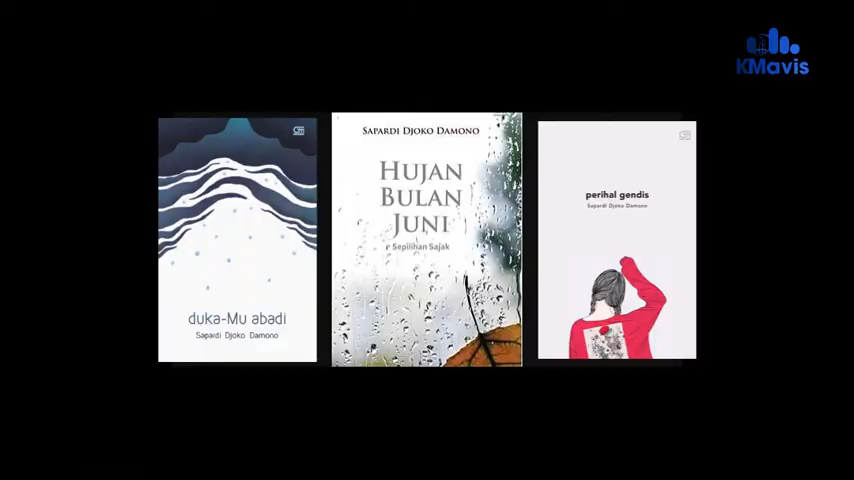 KMavis
duka-Mu abadi
Sapardi Djoko Damono
SAPARDI DJOKO DAMONO
HUJAN
BULAN
JUNI
Sepilihan Sajak
perihal gendis
Sapardi Djoko Damono